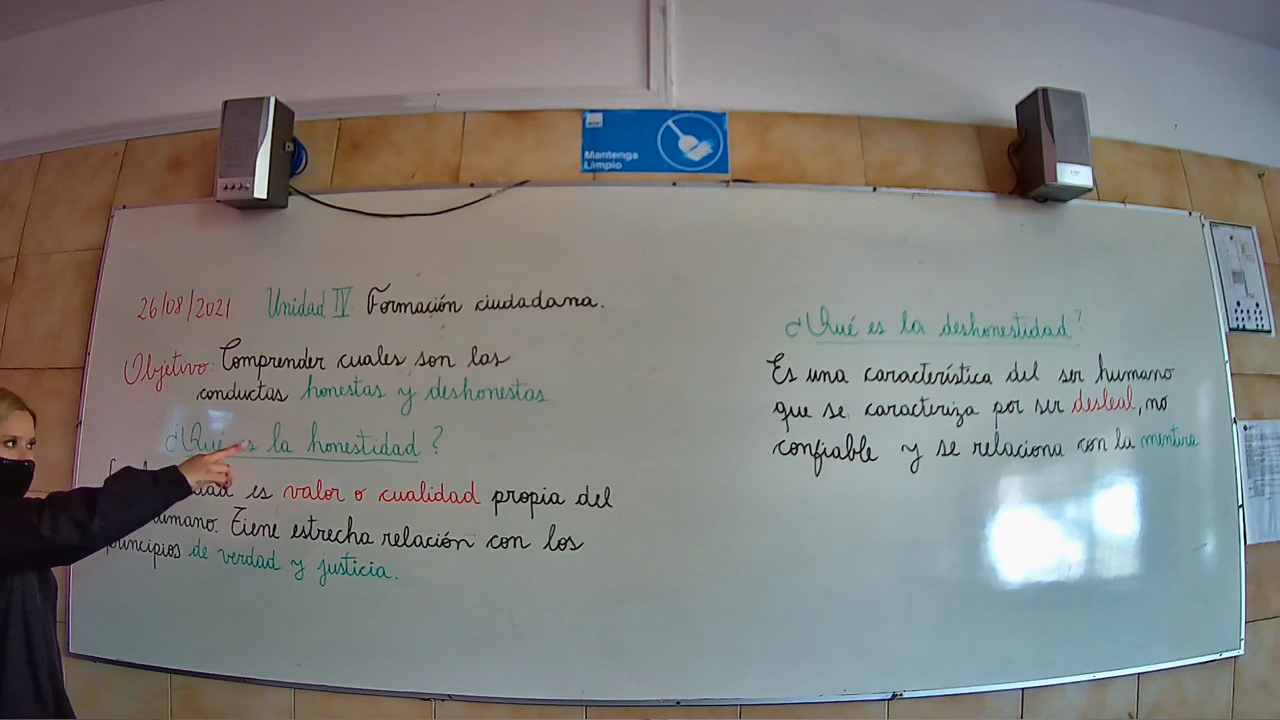 Mantenga
Limpio
26/08/2021 Unidad IV Formación ciudadana.
Objetivo: Comprender cuales son las
conductas honestas y deshonestas.
¿Qué es la honestidad?
es valor o cualidad propia del
Tiene estrecha relación con los
principios de verdad y justicia.
¿Qué es la deshonestidad?
Es una característica del ser humano
que se caracteriza por ser desleal, no
confiable y se relaciona con la mentira